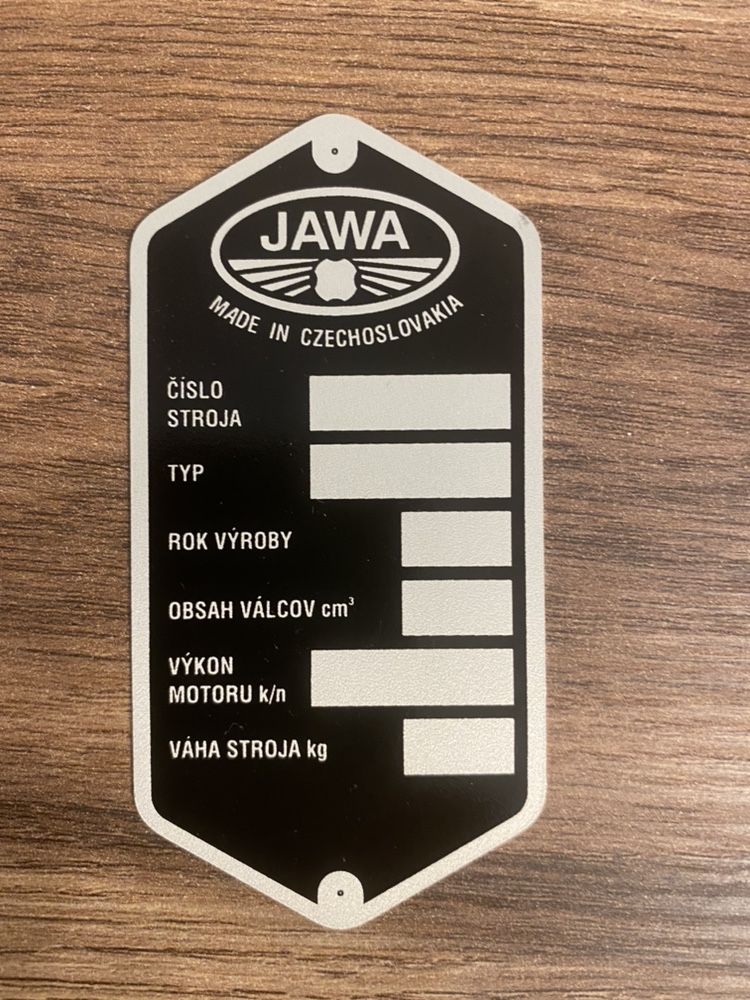 JAWA
MADE IN CZECHOSLOVAKIA
ČÍSLO
STROJA
TYP
ROK VÝROBY
OBSAH VÁLCOV cm³
VÝKON
MOTORU k/n
VÁHA STROJA kg